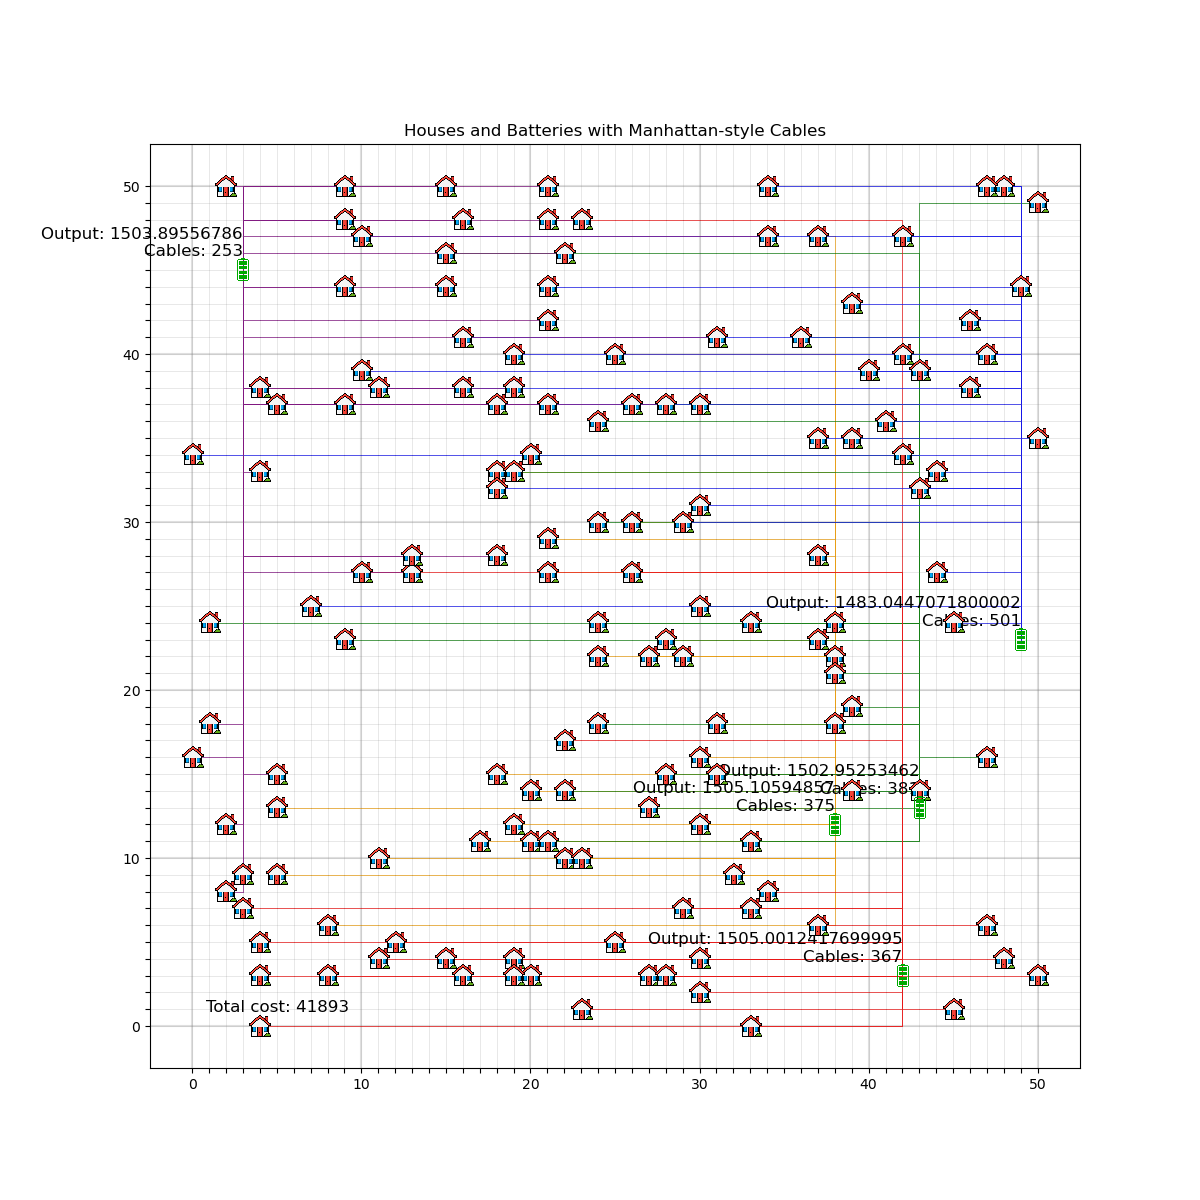 Houses and Batteries with Manhattan-style Cables
50
Output: 1503.89556786
Cables: 253
40
30
Output: 1483.0447071800002
Cables: 501
20
Output: 1502.95253462
Cables:
Output: 1505.10594857
Cables: 375
10
Output: 1505.0012417699995
Cables: 367
Total cost: 41893
0
0 10 20 30 40 50